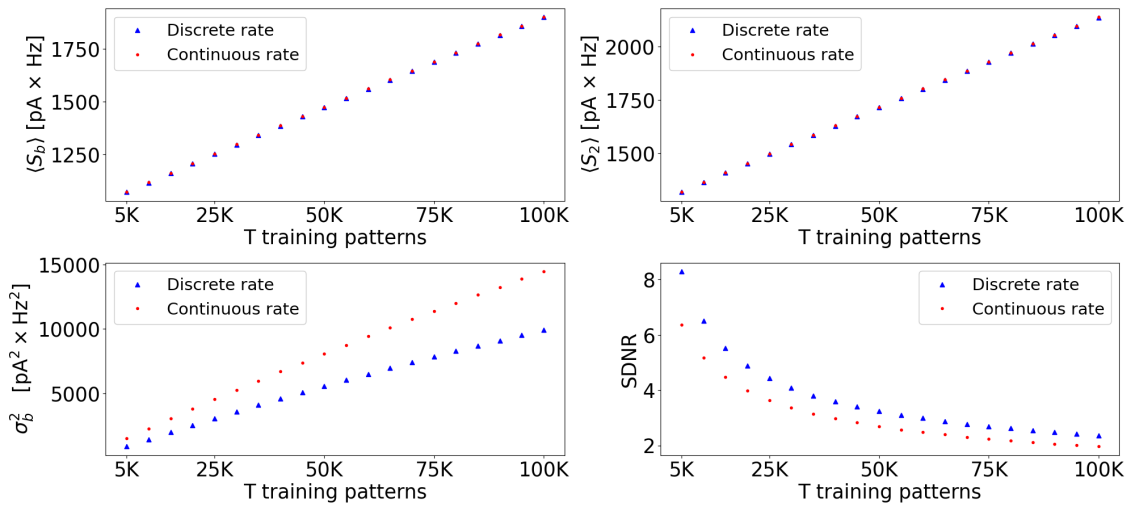 Discrete rate
Continuous rate
⟨S_b⟩ [pA × Hz]
1750
1500
1250
5K 25K 50K 75K 100K
T training patterns
Discrete rate
Continuous rate
⟨S_2⟩ [pA × Hz]
2000
1750
1500
5K 25K 50K 75K 100K
T training patterns
Discrete rate
Continuous rate
σ_b^2 [pA^2 × Hz^2]
15000
10000
5000
5K 25K 50K 75K 100K
T training patterns
Discrete rate
Continuous rate
SDNR
8
6
4
2
5K 25K 50K 75K 100K
T training patterns